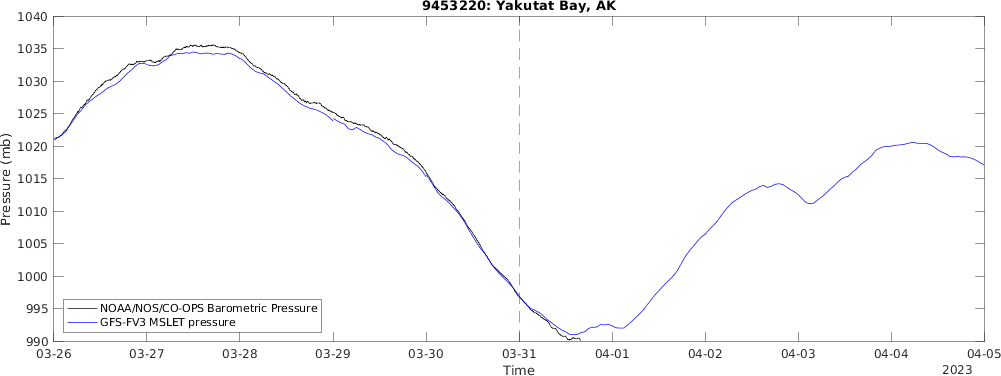 9453220: Yakutat Bay, AK
1040
1035
1030
1025
1020
1015
1010
1005
1000
995
990
Pressure (mb)
NOAA/NOS/CO-OPS Barometric Pressure
GFS-FV3 MSLET pressure
03-26 03-27 03-28 03-29 03-30 03-31 04-01 04-02 04-03 04-04 04-05
Time
2023